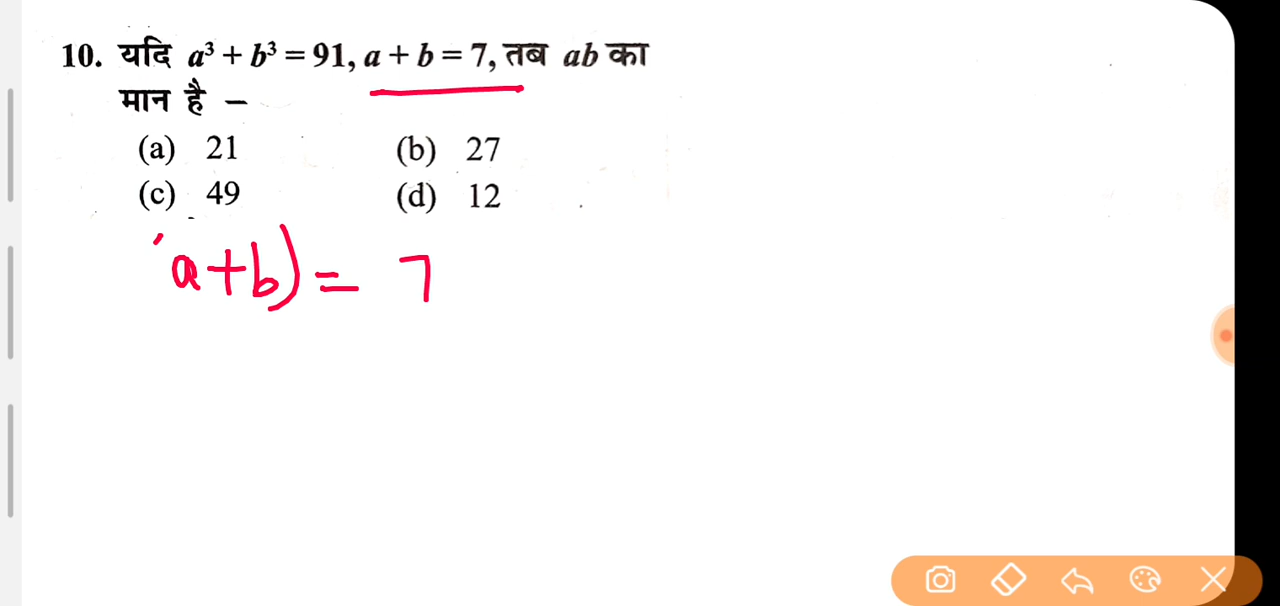 10. यदि a³ + b³ = 91, a + b = 7, तब ab का
मान है –
(a) 21 (b) 27
(c) 49 (d) 12
(a+b) = 7